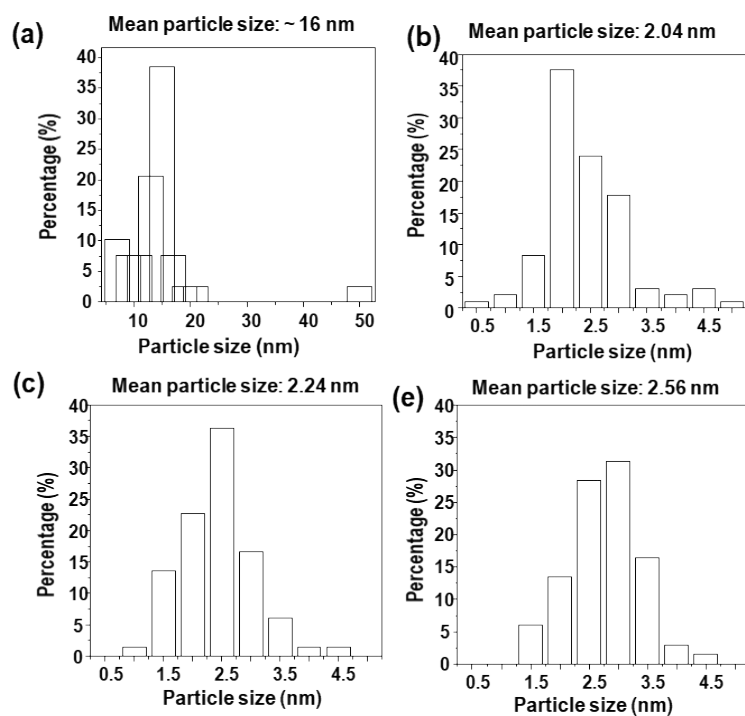 (a)
Mean particle size: ~ 16 nm
Percentage (%)
40
35
30
25
20
15
10
5
0
10 20 50
Particle size (nm)
(b)
Mean particle size: 2.04 nm
Percentage (%)
40
35
30
25
20
15
10
5
0
0.5 1.5 2.5 3.5 4.5
Particle size (nm)
(c)
Mean particle size: 2.24 nm
Percentage (%)
40
35
30
25
20
15
10
5
0
0.5 1.5 2.5 3.5 4.5
Particle size (nm)
(e)
Mean particle size: 2.56 nm
Percentage (%)
40
35
30
25
20
15
10
5
0
0.5 1.5 2.5 3.5 4.5
Particle size (nm)